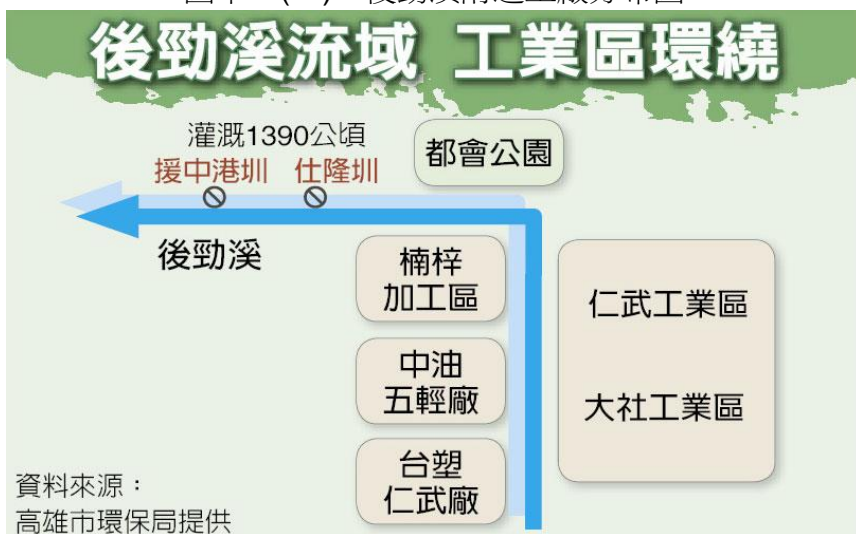 後勁溪流域 工業區環繞
灌溉1390公頃
援中港圳 仕隆圳
都會公園
後勁溪
楠梓
加工區
仁武工業區
中油
五輕廠
大社工業區
台塑
仁武廠
資料來源：
高雄市環保局提供